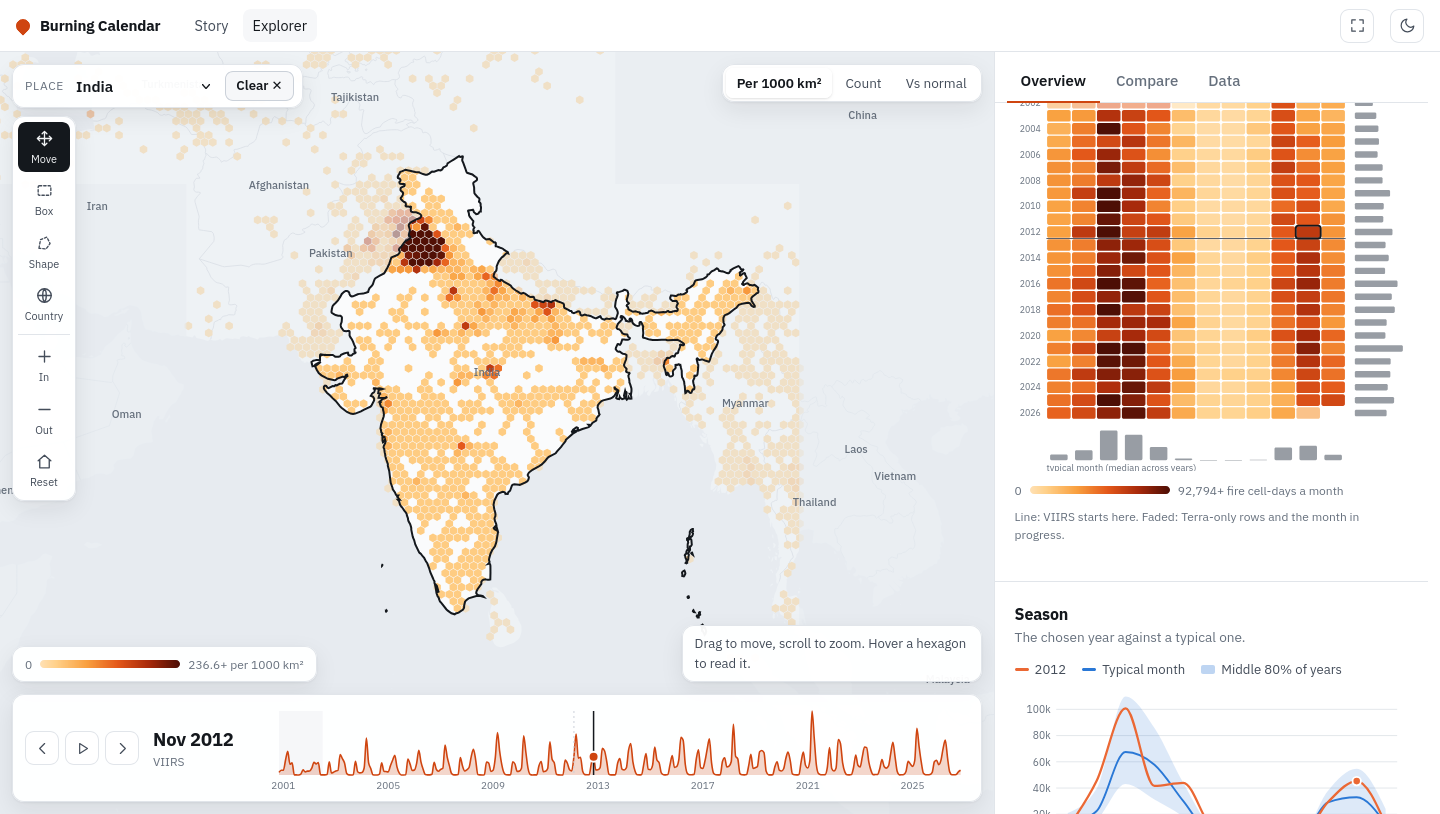 Burning Calendar
Story
Explorer
PLACE
India
Clear ✕
Per 1000 km²
Count
Vs normal
Move
Box
Shape
Country
In
Out
Reset
Tajikistan
China
Afghanistan
Iran
Pakistan
Oman
India
Myanmar
Laos
Vietnam
Thailand
0
236.6+ per 1000 km²
Drag to move, scroll to zoom. Hover a hexagon
to read it.
Nov 2012
VIIRS
2001
2005
2009
2013
2017
2021
2025
Overview
Compare
Data
2002
2004
2006
2008
2010
2012
2014
2016
2018
2020
2022
2024
2026
typical month (median across years)
0
92,794+ fire cell-days a month
Line: VIIRS starts here. Faded: Terra-only rows and the month in
progress.
Season
The chosen year against a typical one.
2012
Typical month
Middle 80% of years
100k
80k
60k
40k
20k